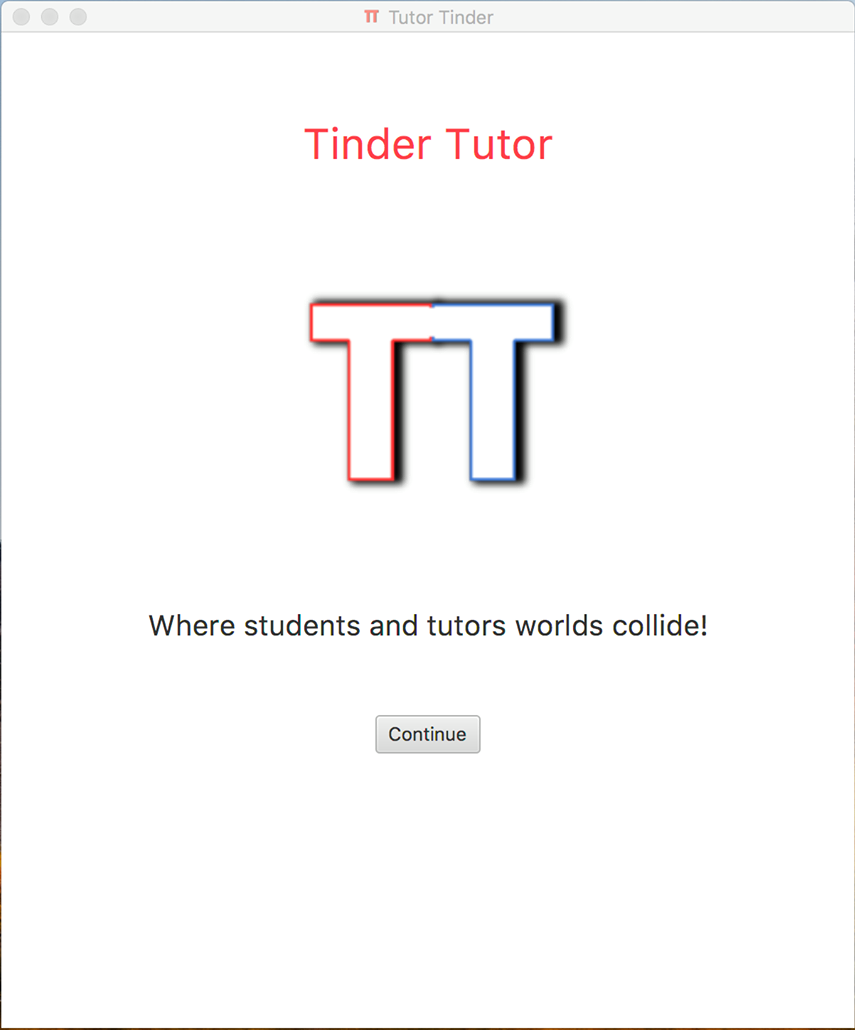 Tutor Tinder
Tinder Tutor
TT
Where students and tutors worlds collide!
Continue